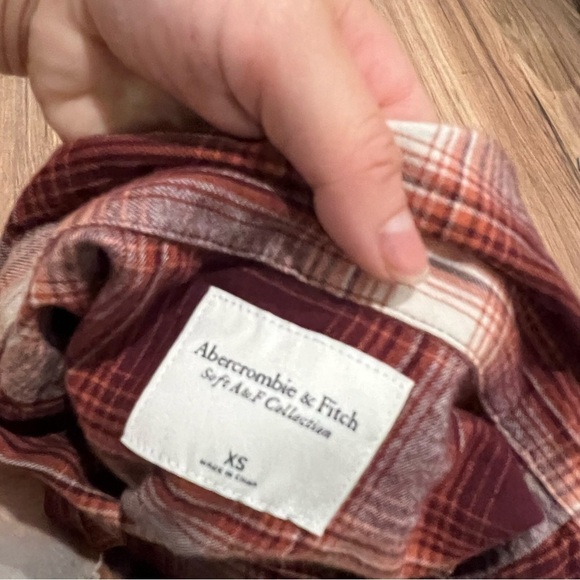 Abercrombie & Fitch
Soft A&F Collection
XS
MADE IN CHINA